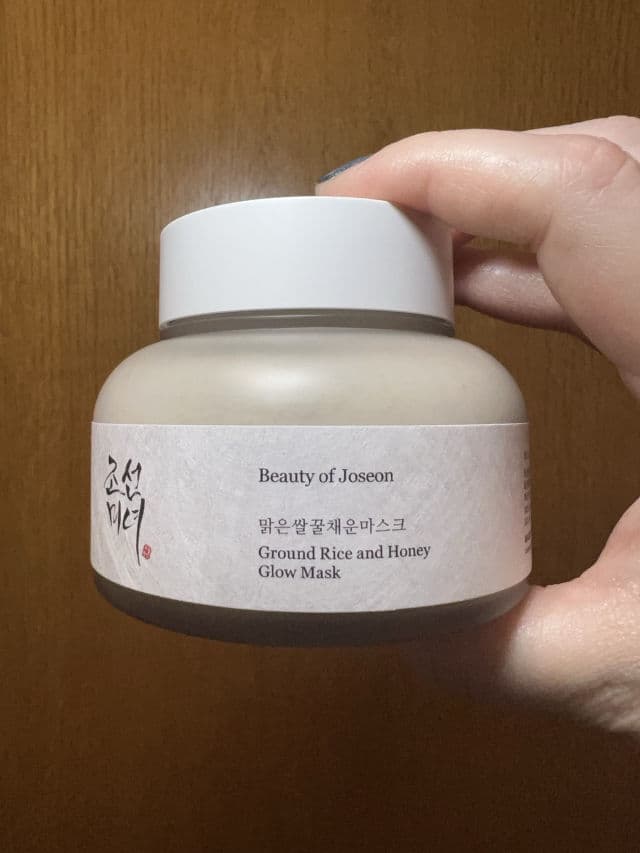 조선
미녀
Beauty of Joseon
맑은쌀꿀채운마스크
Ground Rice and Honey
Glow Mask